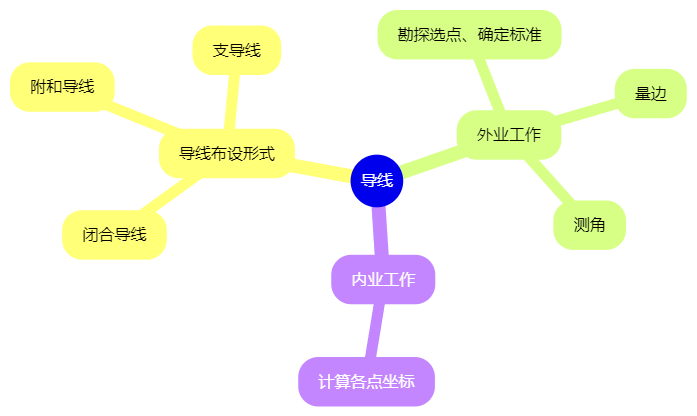 支导线
勘探选点、确定标准
附和导线
量边
导线布设形式
外业工作
导线
闭合导线
测角
内业工作
计算各点坐标